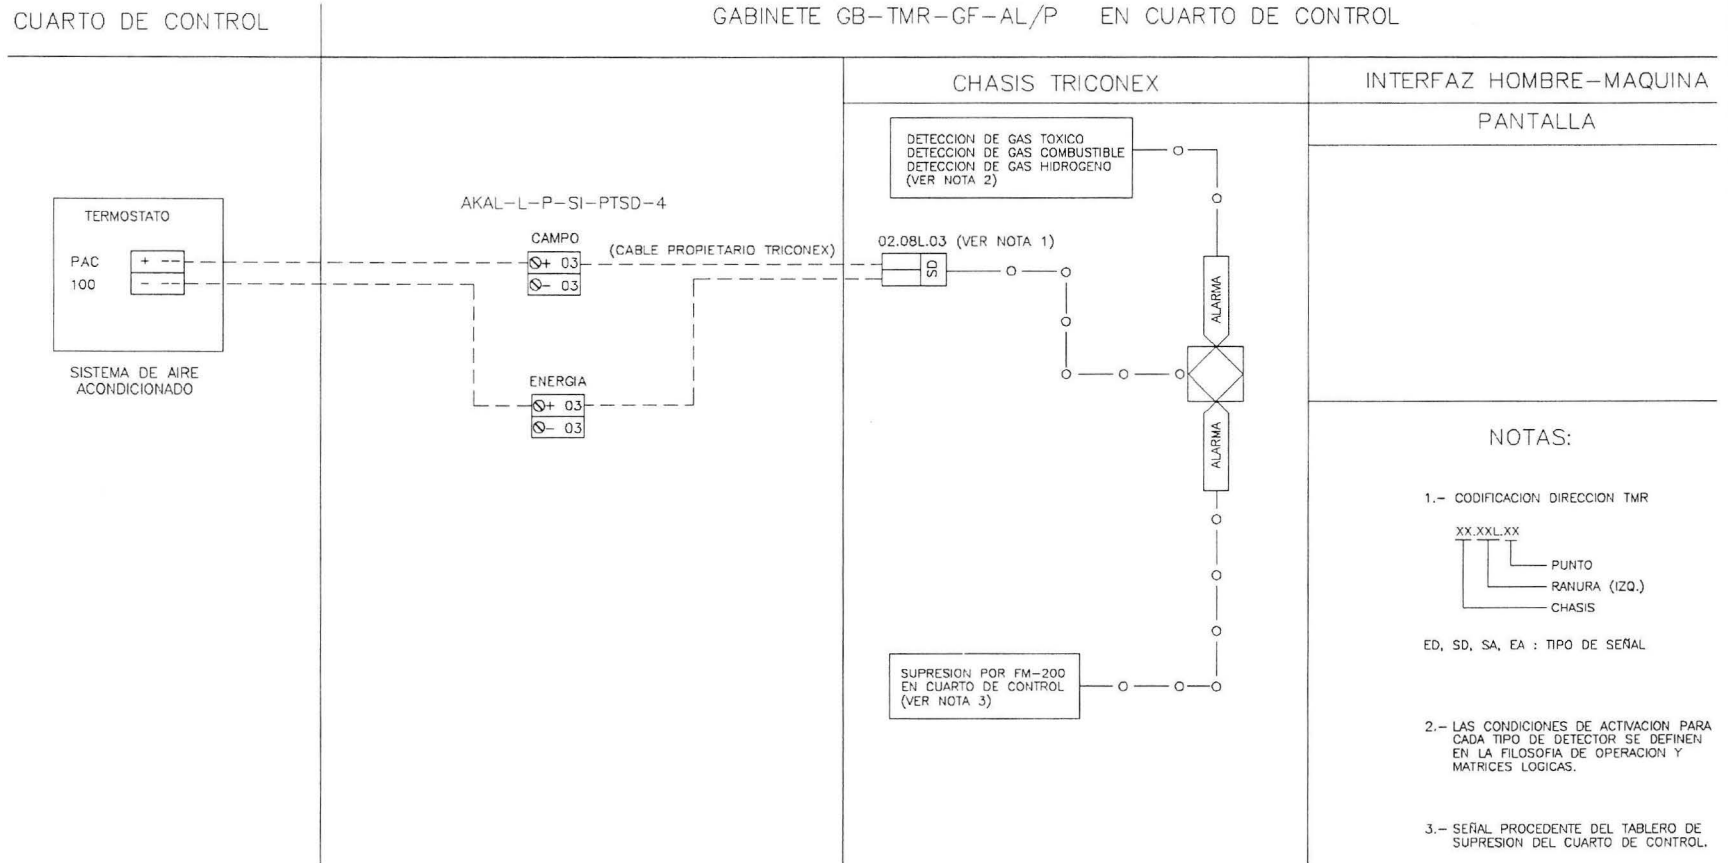 CUARTO DE CONTROL
GABINETE GB-TMR-GF-AL/P EN CUARTO DE CONTROL
CHASIS TRICONEX
INTERFAZ HOMBRE-MAQUINA
PANTALLA
DETECCION DE GAS TOXICO
DETECCION DE GAS COMBUSTIBLE
DETECCION DE GAS HIDROGENO
(VER NOTA 2)
TERMOSTATO
PAC
100
+
-
SISTEMA DE AIRE
ACONDICIONADO
AKAL-L-P-SI-PTSD-4
CAMPO
+ 03
- 03
(CABLE PROPIETARIO TRICONEX)
ENERGIA
+ 03
- 03
02.08L.03 (VER NOTA 1)
SD
ALARMA
ALARMA
SUPRESION POR FM-200
EN CUARTO DE CONTROL
(VER NOTA 3)
NOTAS:
1.- CODIFICACION DIRECCION TMR
XX.XXL.XX
PUNTO
RANURA (IZQ.)
CHASIS
ED, SD, SA, EA : TIPO DE SEÑAL
2.- LAS CONDICIONES DE ACTIVACION PARA
CADA TIPO DE DETECTOR SE DEFINEN
EN LA FILOSOFIA DE OPERACION Y
MATRICES LOGICAS.
3.- SEÑAL PROCEDENTE DEL TABLERO DE
SUPRESION DEL CUARTO DE CONTROL.